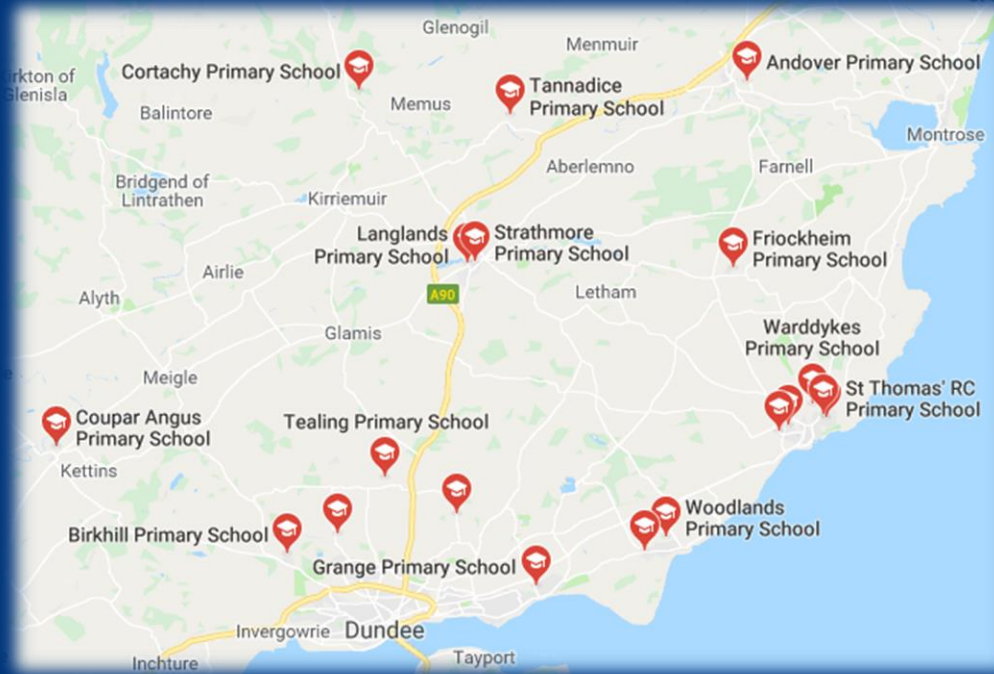 Glenogil
Menmuir
Andover Primary School
Cortachy Primary School
Tannadice
Primary School
Glenisla
Memus
Balintore
Montrose
Aberlemno
Farnell
Bridgend of
Lintrathen
Kirriemuir
Langlands
Primary School
Strathmore
Primary School
Friockheim
Primary School
Airlie
Alyth
A90
Letham
Glamis
Warddykes
Primary School
Meigle
St Thomas' RC
Primary School
Coupar Angus
Primary School
Tealing Primary School
Kettins
Woodlands
Primary School
Birkhill Primary School
Grange Primary School
Invergowrie
Dundee
Tayport
Inchture